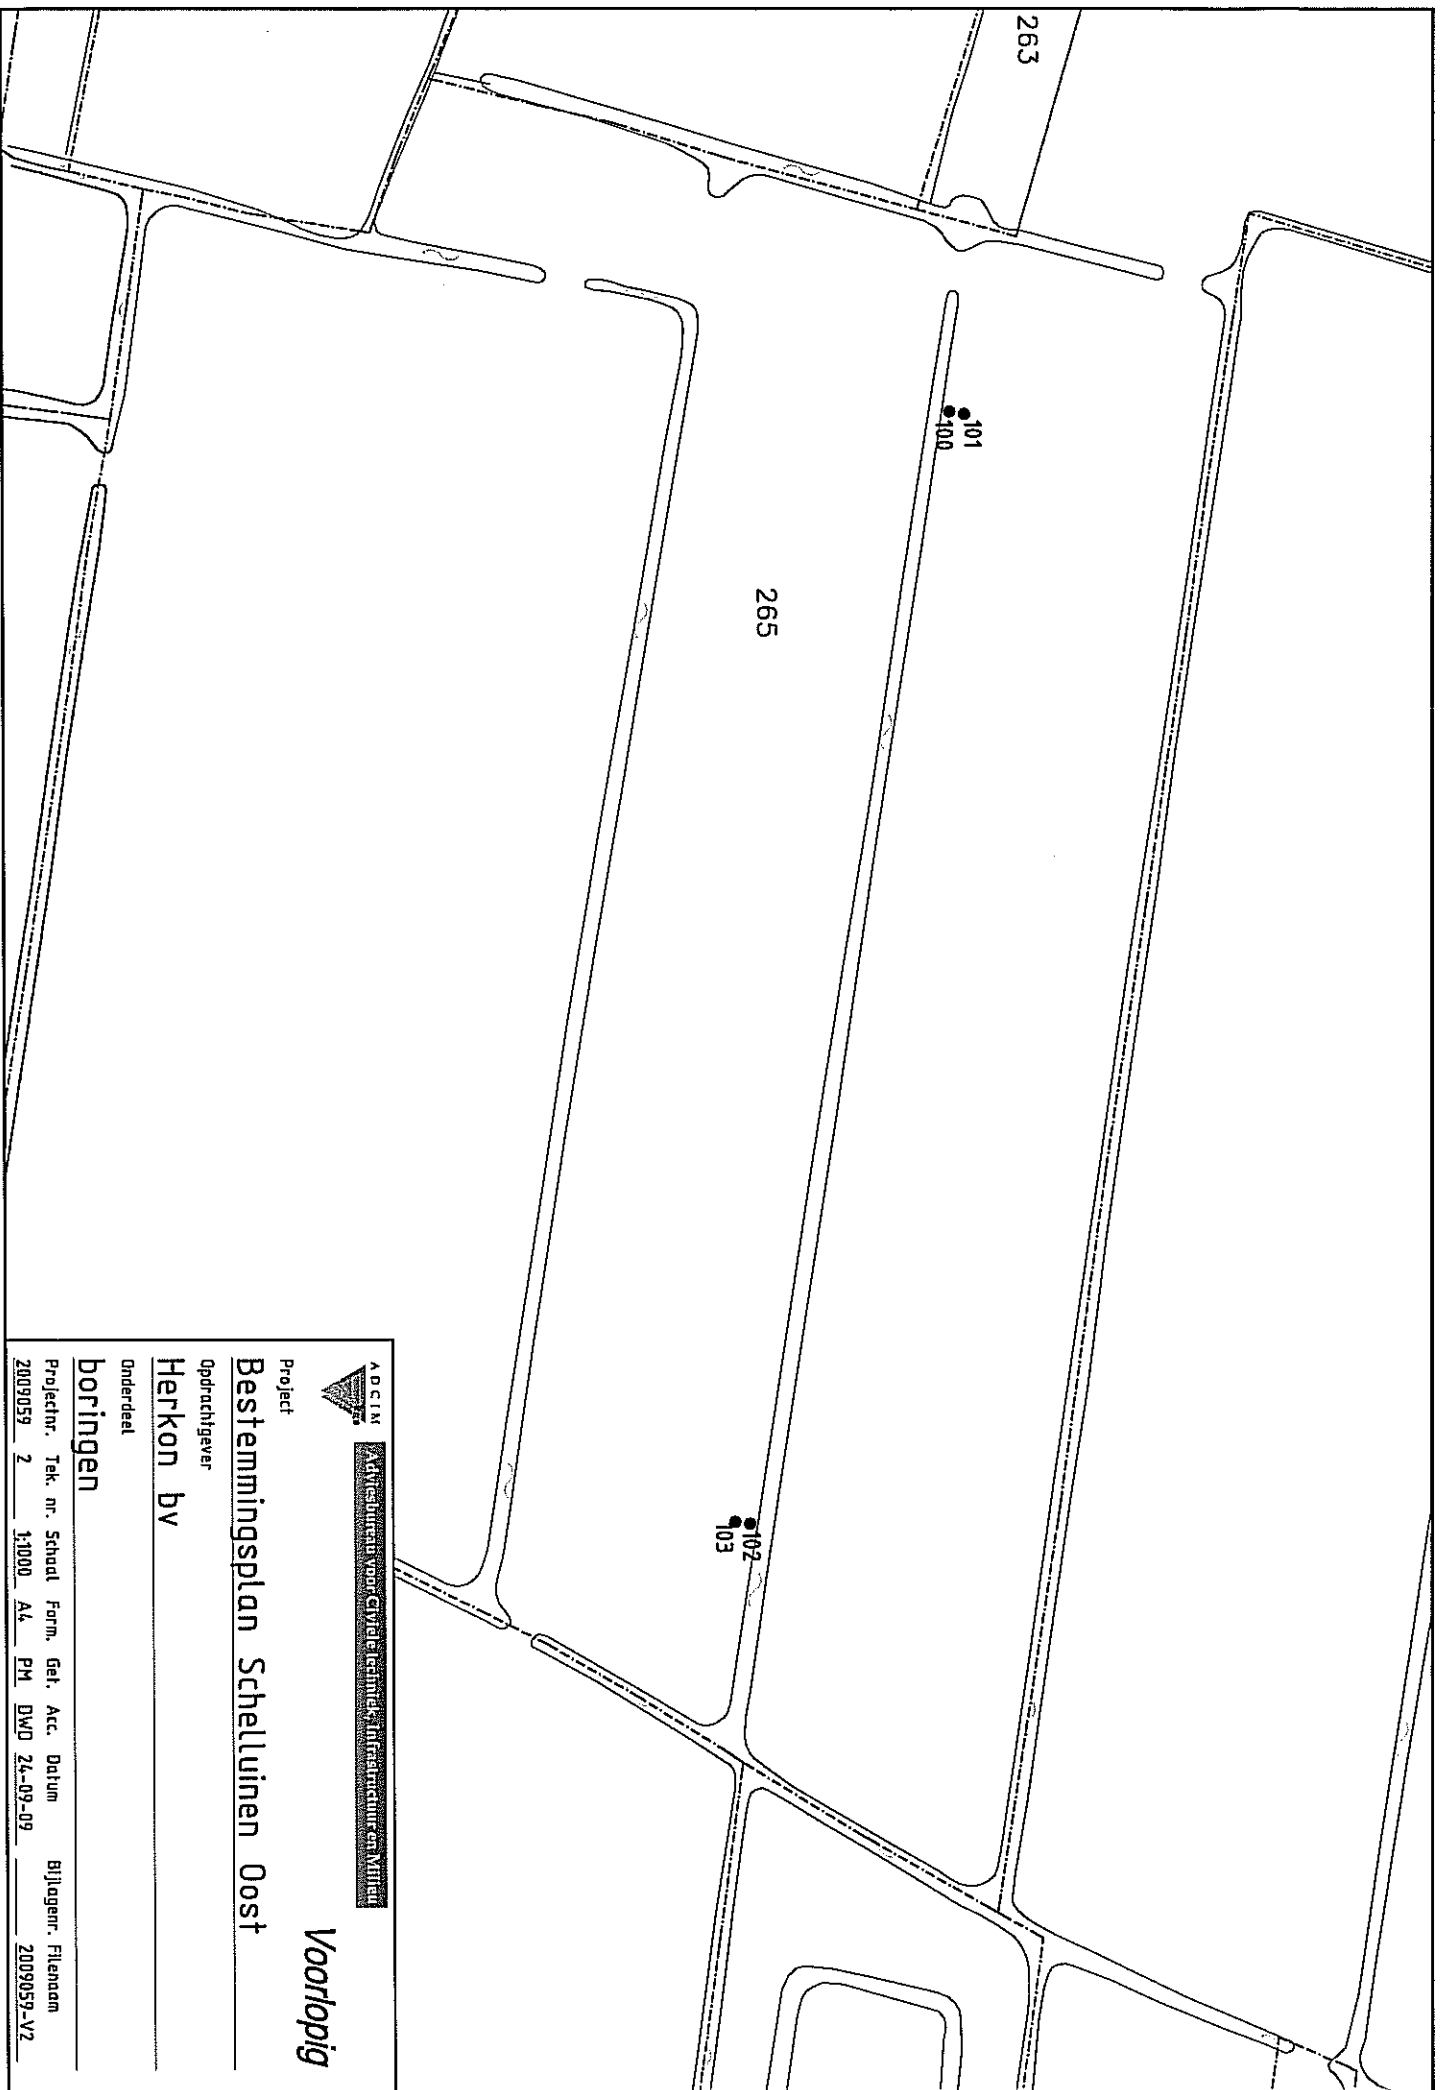 263
101
100
265
102
103
ADCIM
Adviesbureau voor Civiele techniek, Infrastructuur en Milieu
Voorlopig
Project
Bestemmingsplan Schelluinen Oost
Opdrachtgever
Herkon bv
Onderdeel
boringen
Projectnr. Tek. nr. Schaal Form. Get. Acc. Datum Bijlagenr. Filenaam
2009059 2 1:1000 A4 PM DWD 24-09-09 2009059-V2